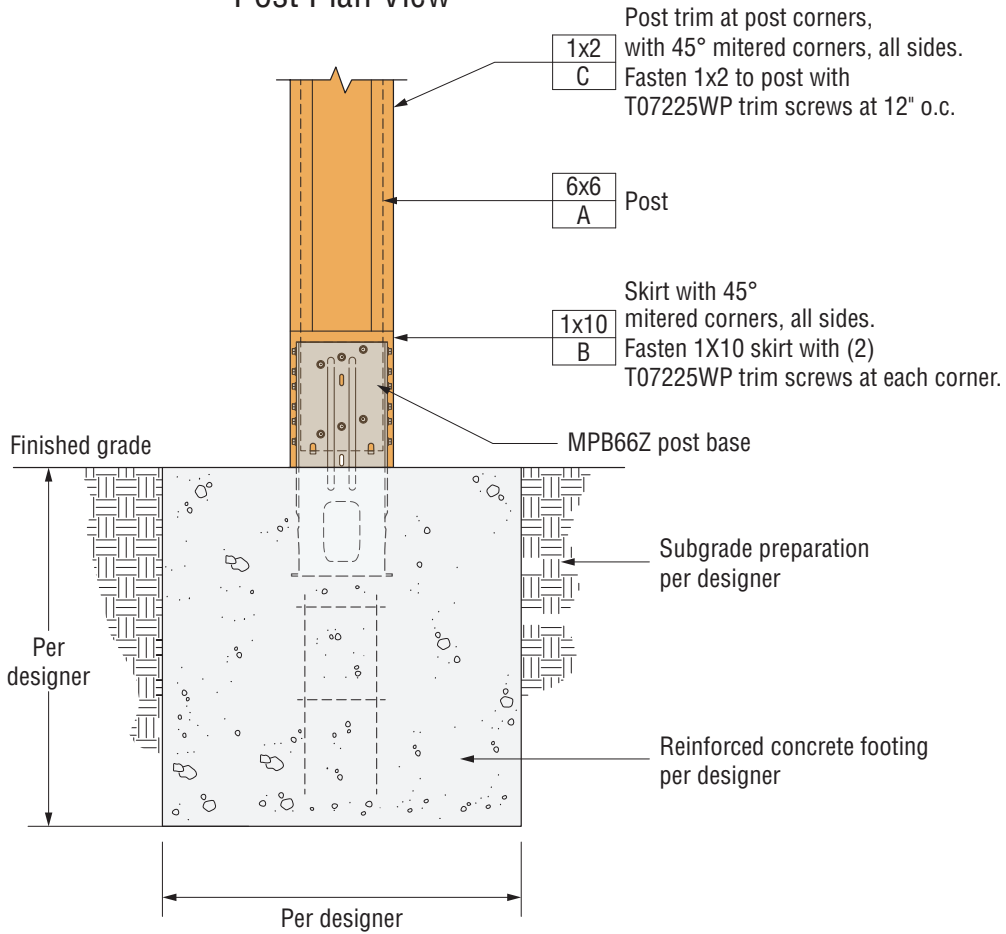 Post Plan View
Post trim at post corners,
1x2 with 45° mitered corners, all sides.
C Fasten 1x2 to post with
T07225WP trim screws at 12" o.c.
6x6
A
Post
Skirt with 45°
1x10 mitered corners, all sides.
B Fasten 1X10 skirt with (2)
T07225WP trim screws at each corner.
MPB66Z post base
Finished grade
Subgrade preparation
per designer
Per
designer
Reinforced concrete footing
per designer
Per designer